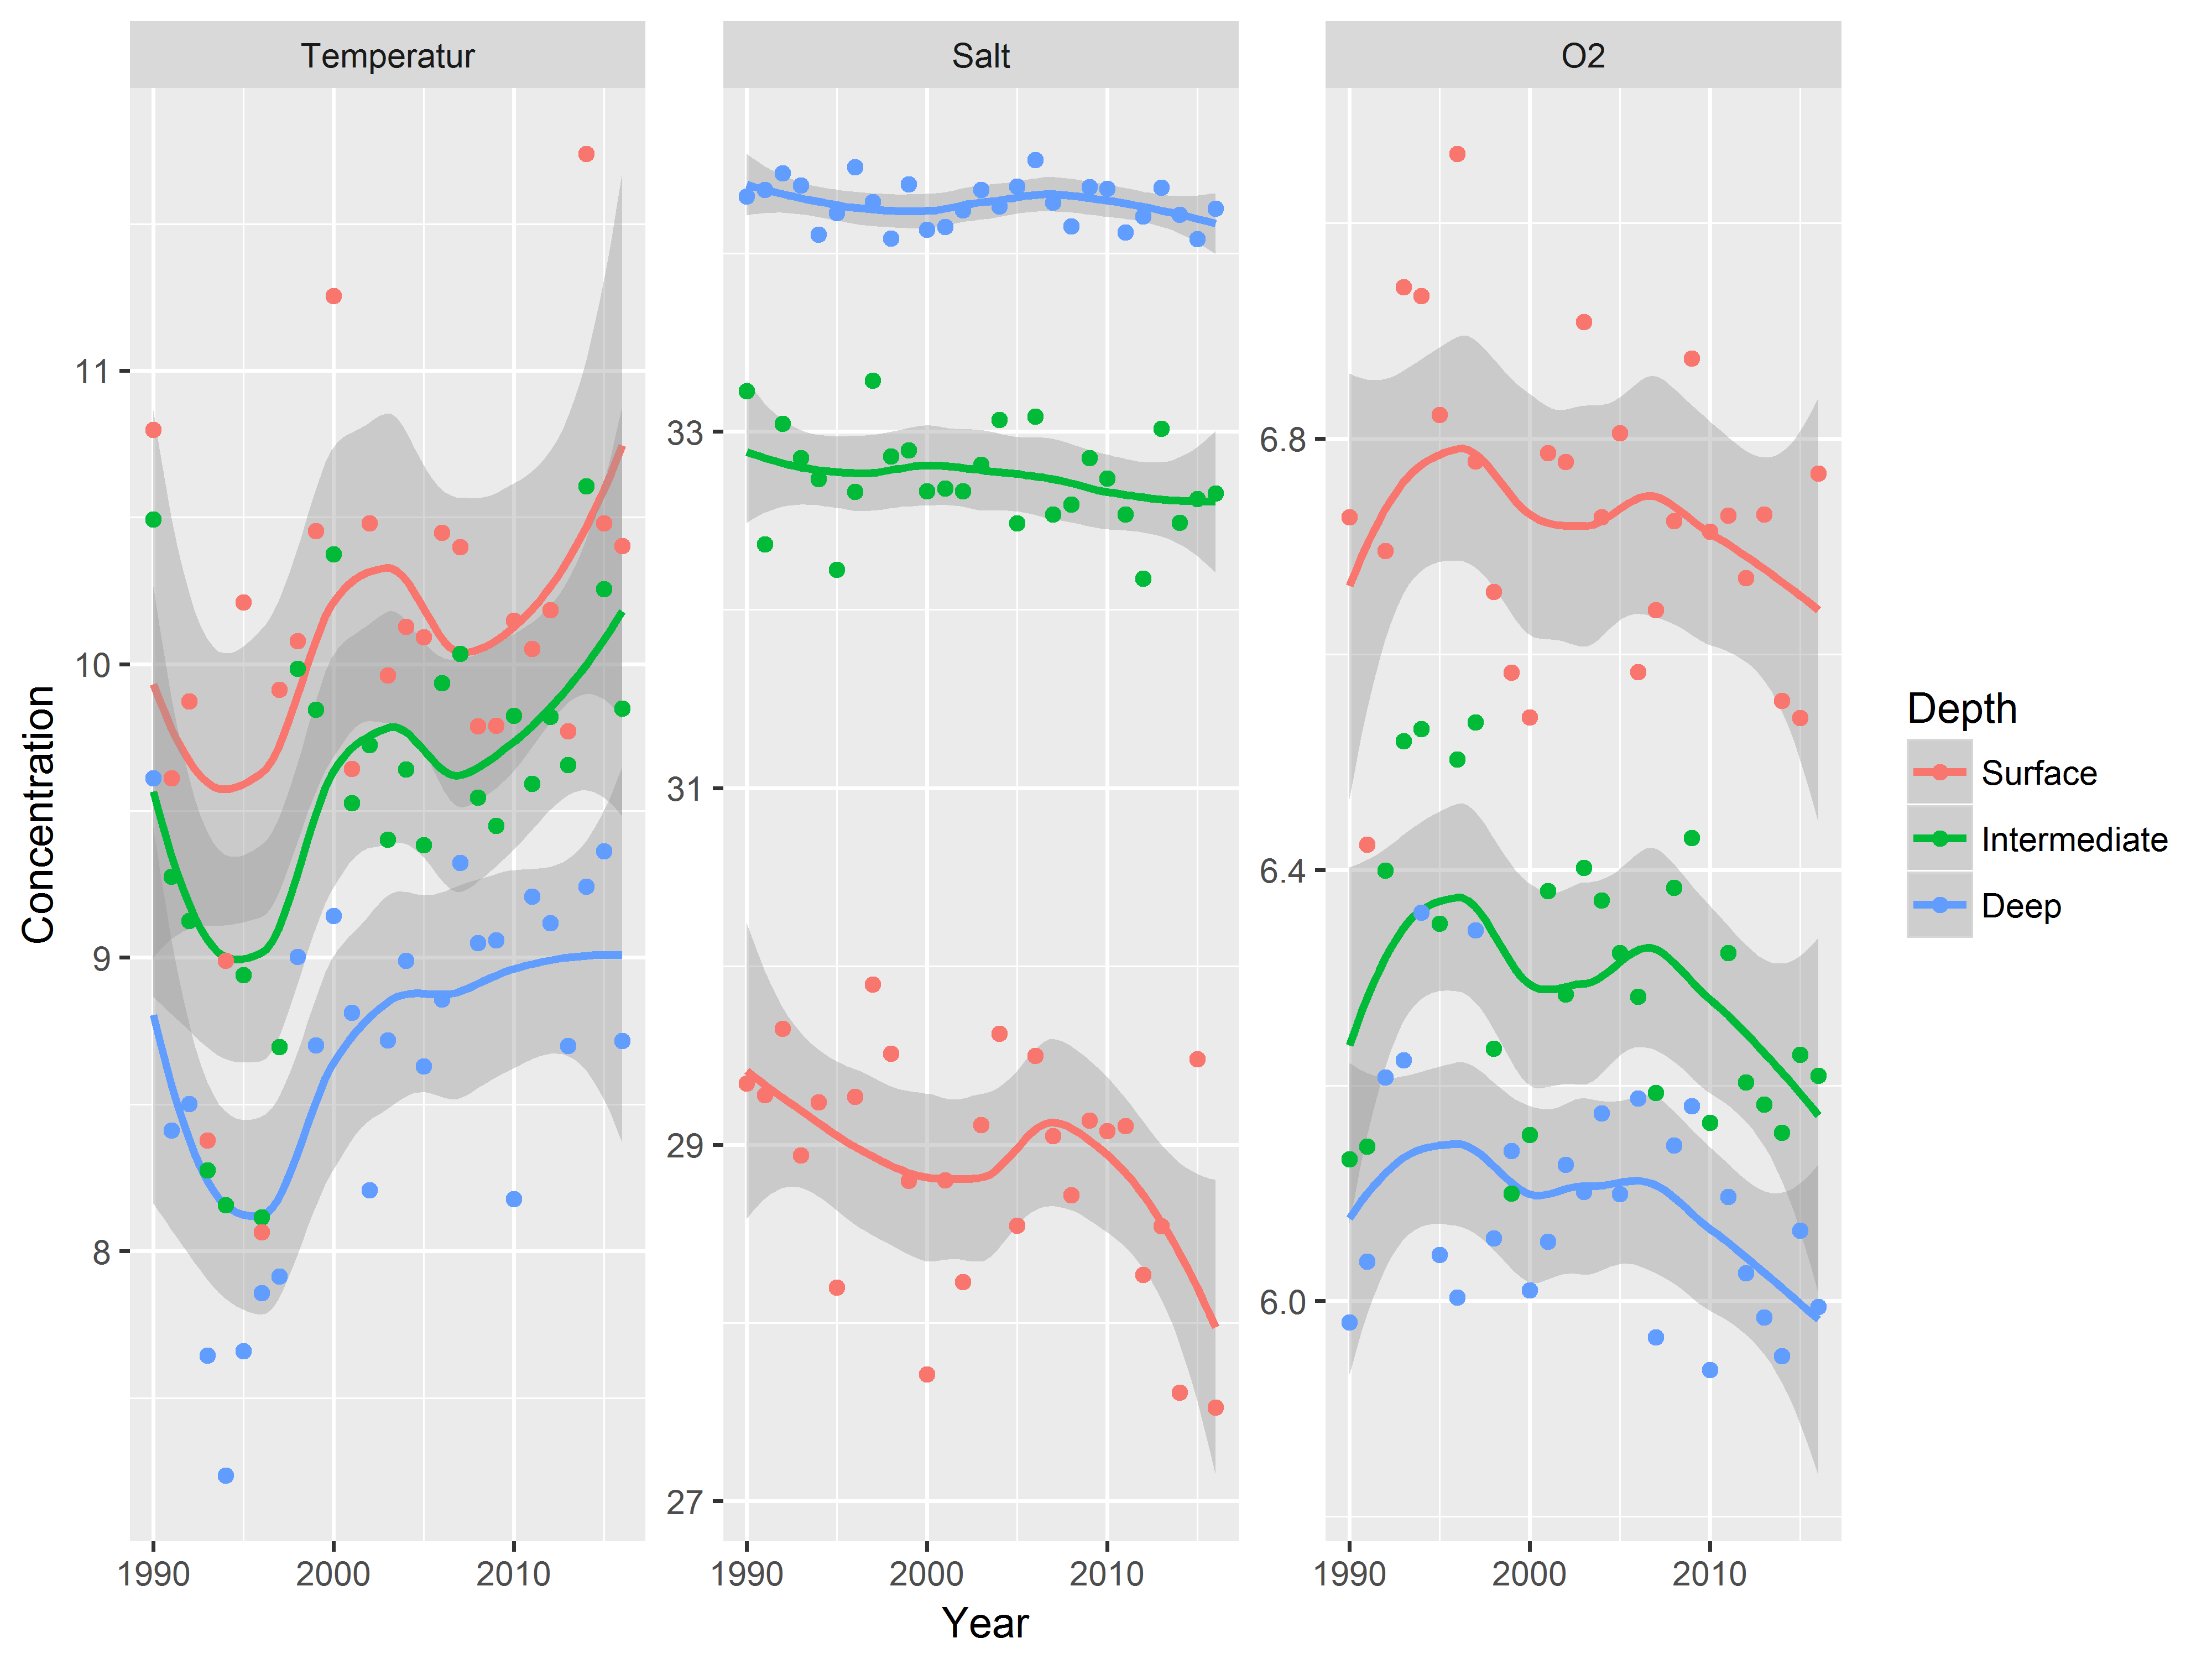 Temperatur
Salt
O2
11
10
9
8
33
31
29
27
6.8
6.4
6.0
1990
2000
2010
1990
2000
2010
1990
2000
2010
Concentration
Year
Depth
Surface
Intermediate
Deep